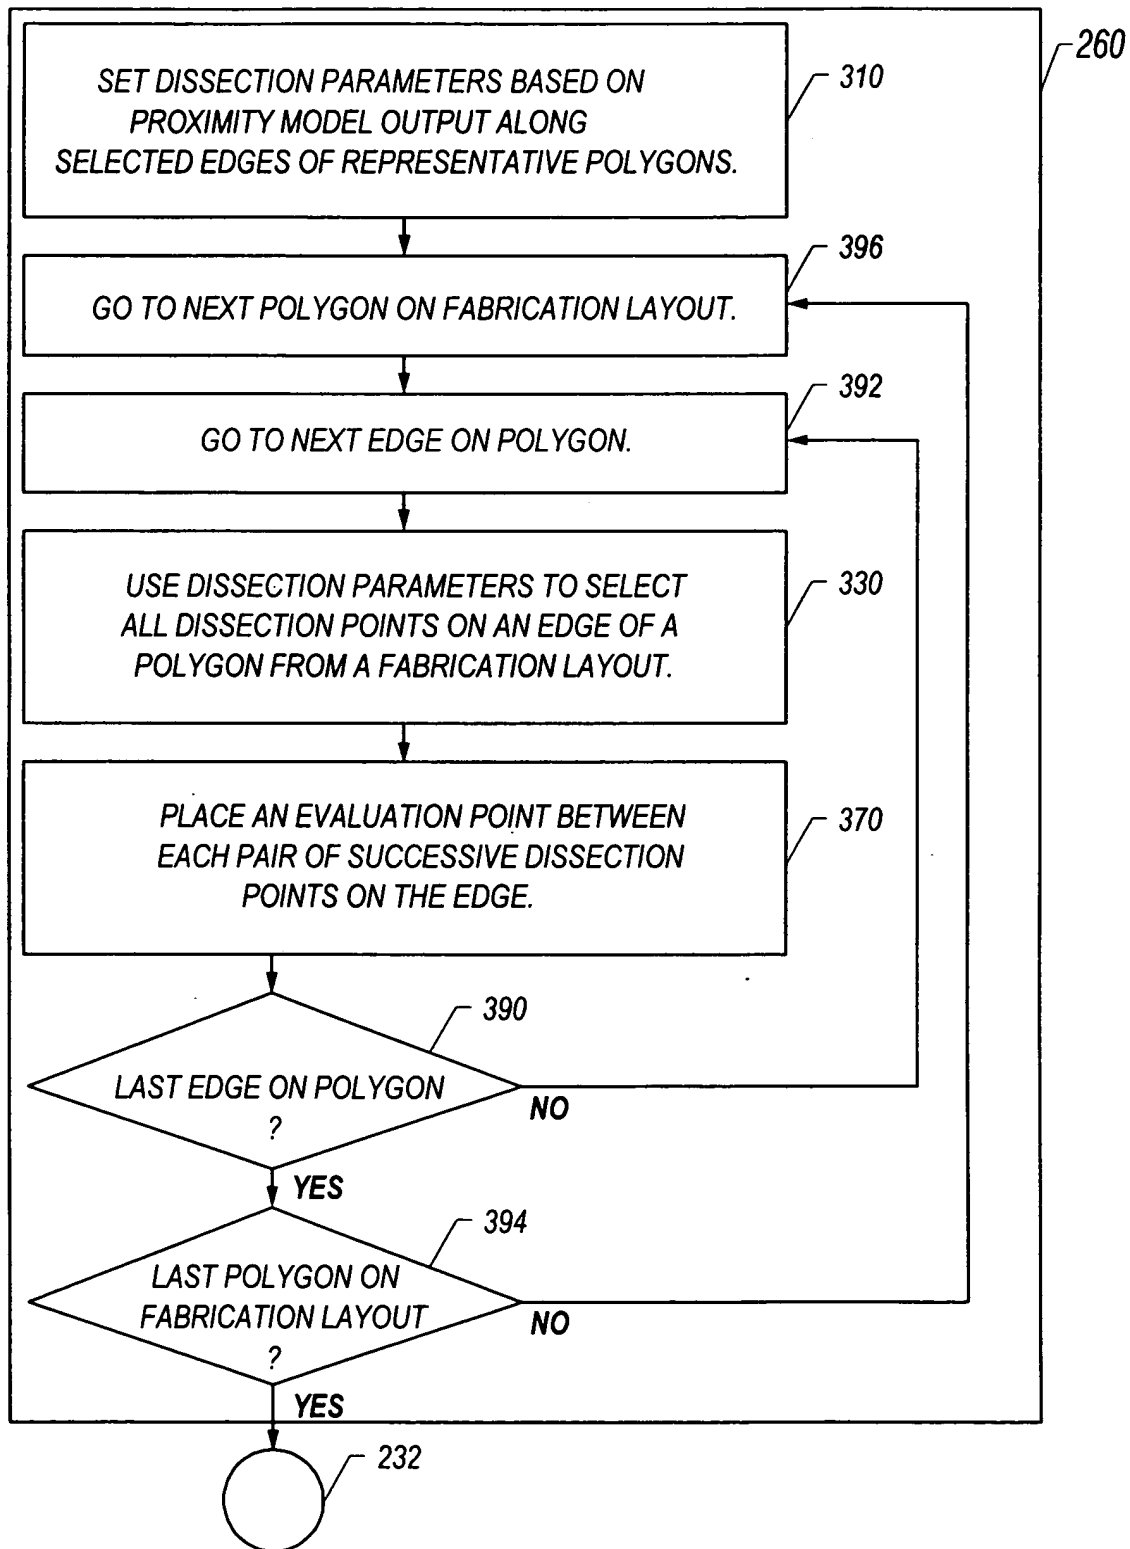 260
SET DISSECTION PARAMETERS BASED ON
PROXIMITY MODEL OUTPUT ALONG
SELECTED EDGES OF REPRESENTATIVE POLYGONS.
310
396
GO TO NEXT POLYGON ON FABRICATION LAYOUT.
392
GO TO NEXT EDGE ON POLYGON.
USE DISSECTION PARAMETERS TO SELECT
ALL DISSECTION POINTS ON AN EDGE OF A
POLYGON FROM A FABRICATION LAYOUT.
330
PLACE AN EVALUATION POINT BETWEEN
EACH PAIR OF SUCCESSIVE DISSECTION
POINTS ON THE EDGE.
370
390
LAST EDGE ON POLYGON
?
NO
YES
394
LAST POLYGON ON
FABRICATION LAYOUT
?
NO
YES
232